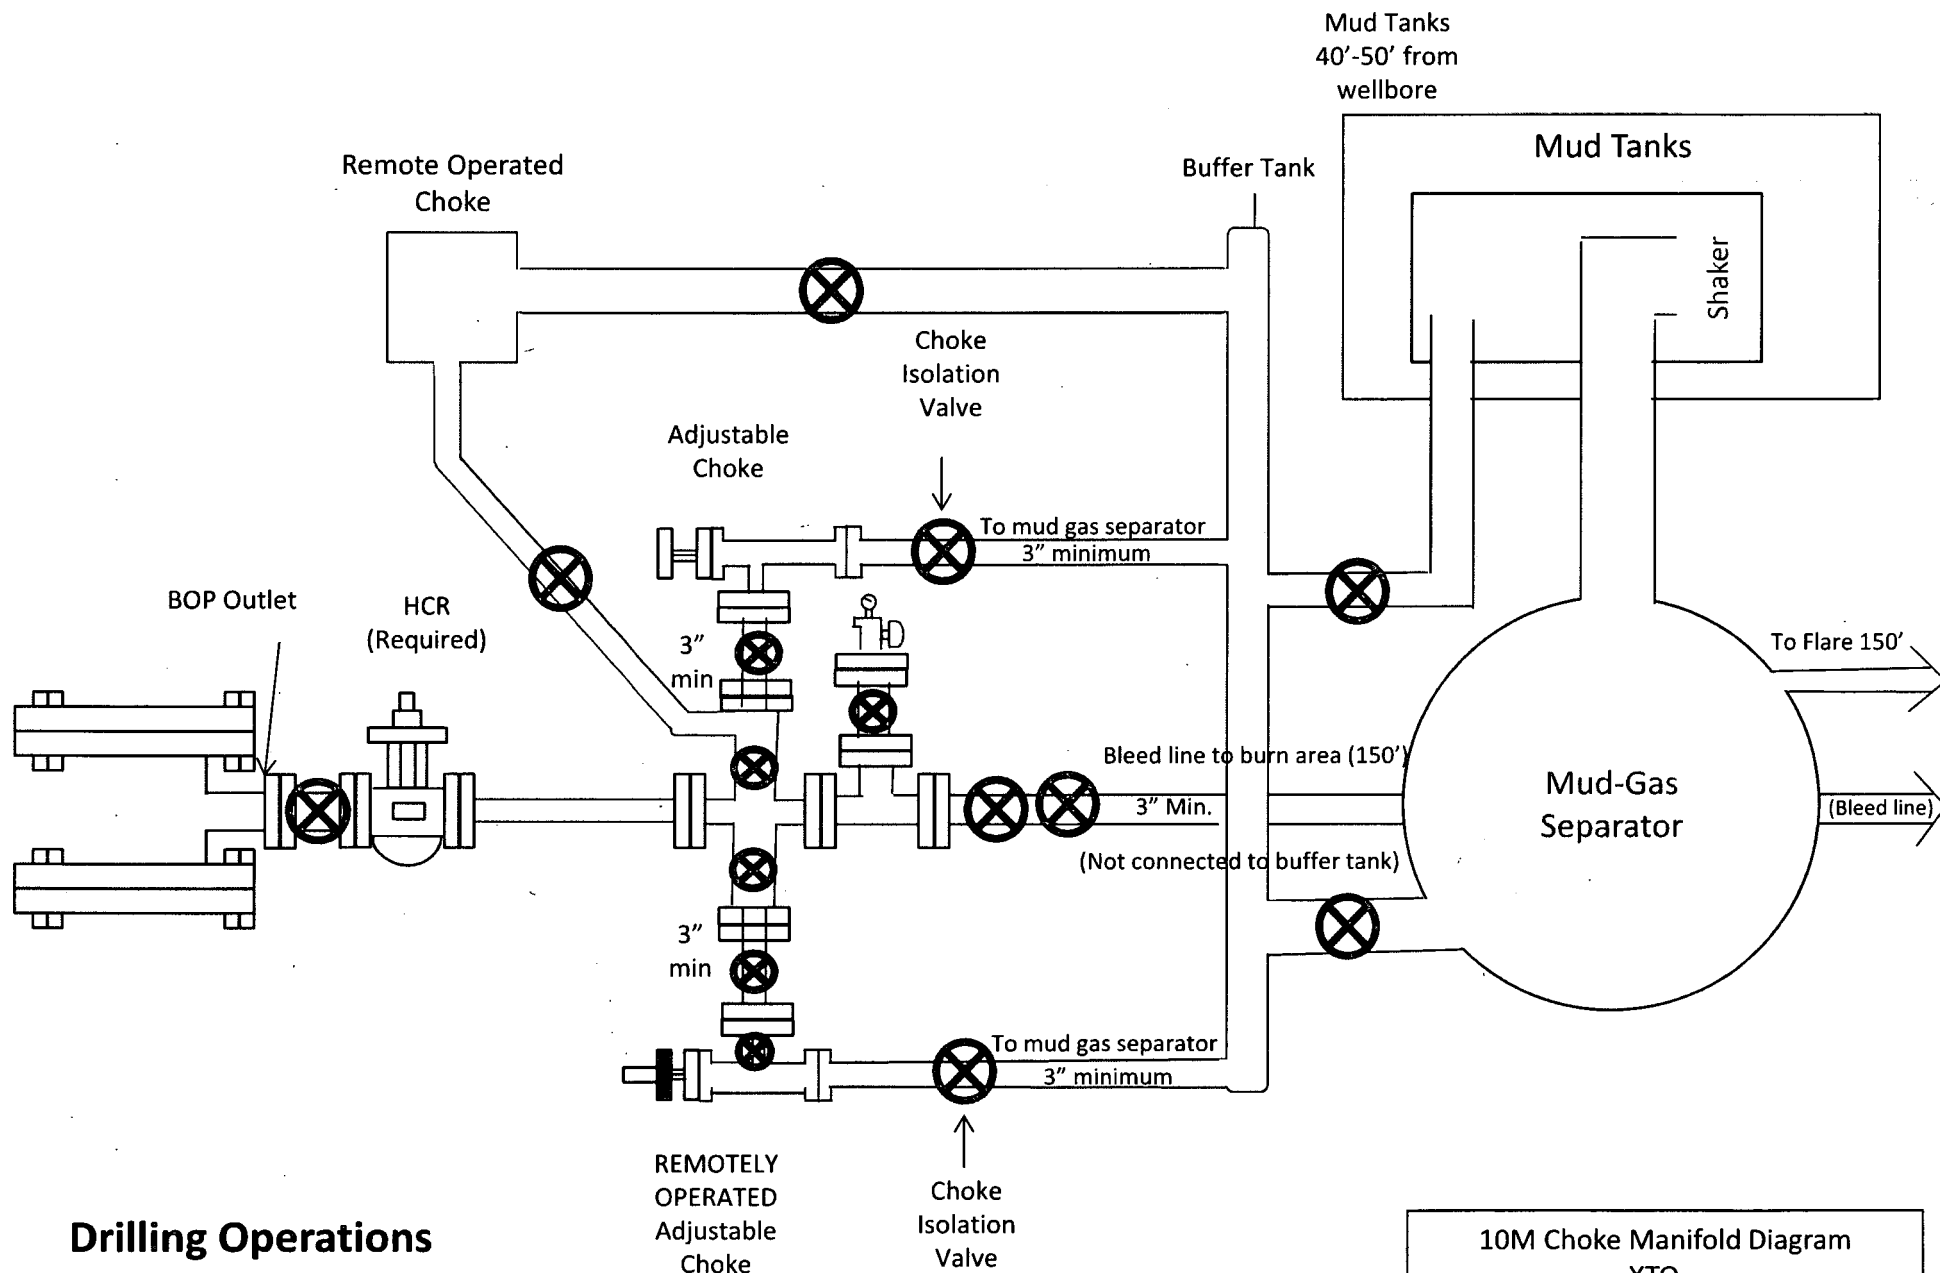 Mud Tanks
40’-50’ from
wellbore
Mud Tanks
Remote Operated
Choke
Buffer Tank
Shaker
Choke
Isolation
Valve
Adjustable
Choke
To mud gas separator
3” minimum
BOP Outlet
HCR
(Required)
3”
min
To Flare 150’
Bleed line to burn area (150’)
3” Min.
Mud-Gas
Separator
(Bleed line)
(Not connected to buffer tank)
3”
min
To mud gas separator
3” minimum
REMOTELY
OPERATED
Adjustable
Choke
Choke
Isolation
Valve
Drilling Operations
10M Choke Manifold Diagram
XTO